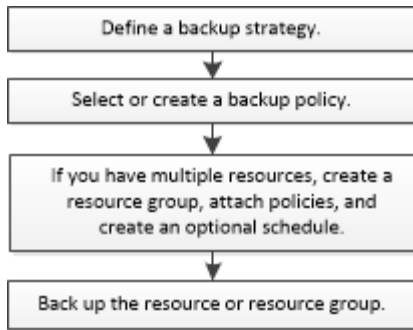 Define a backup strategy.
Select or create a backup policy.
If you have multiple resources, create a
resource group, attach policies, and
create an optional schedule.
Back up the resource or resource group.